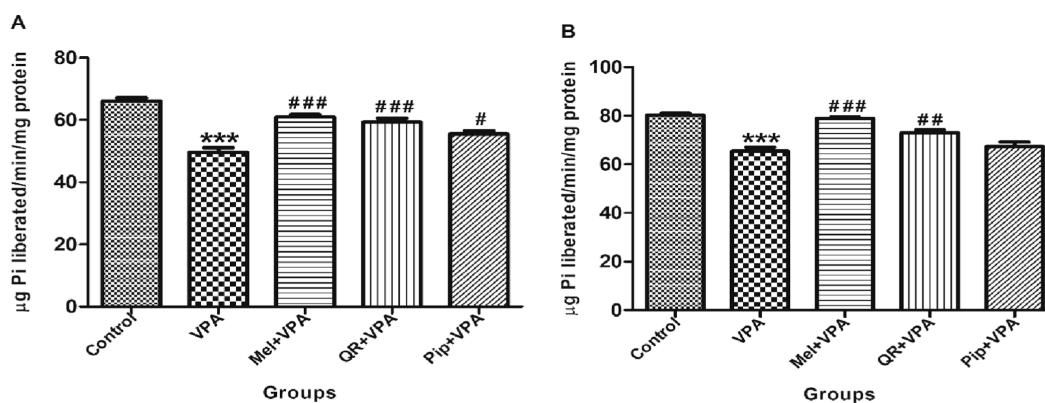 A
µg Pi liberated/min/mg protein
80
60
40
20
0
***
###
###
#
Control
VPA
Mel+VPA
QR+VPA
Pip+VPA
Groups
B
µg Pi liberated/min/mg protein
100
80
60
40
20
0
***
###
##
Control
VPA
Mel+VPA
QR+VPA
Pip+VPA
Groups